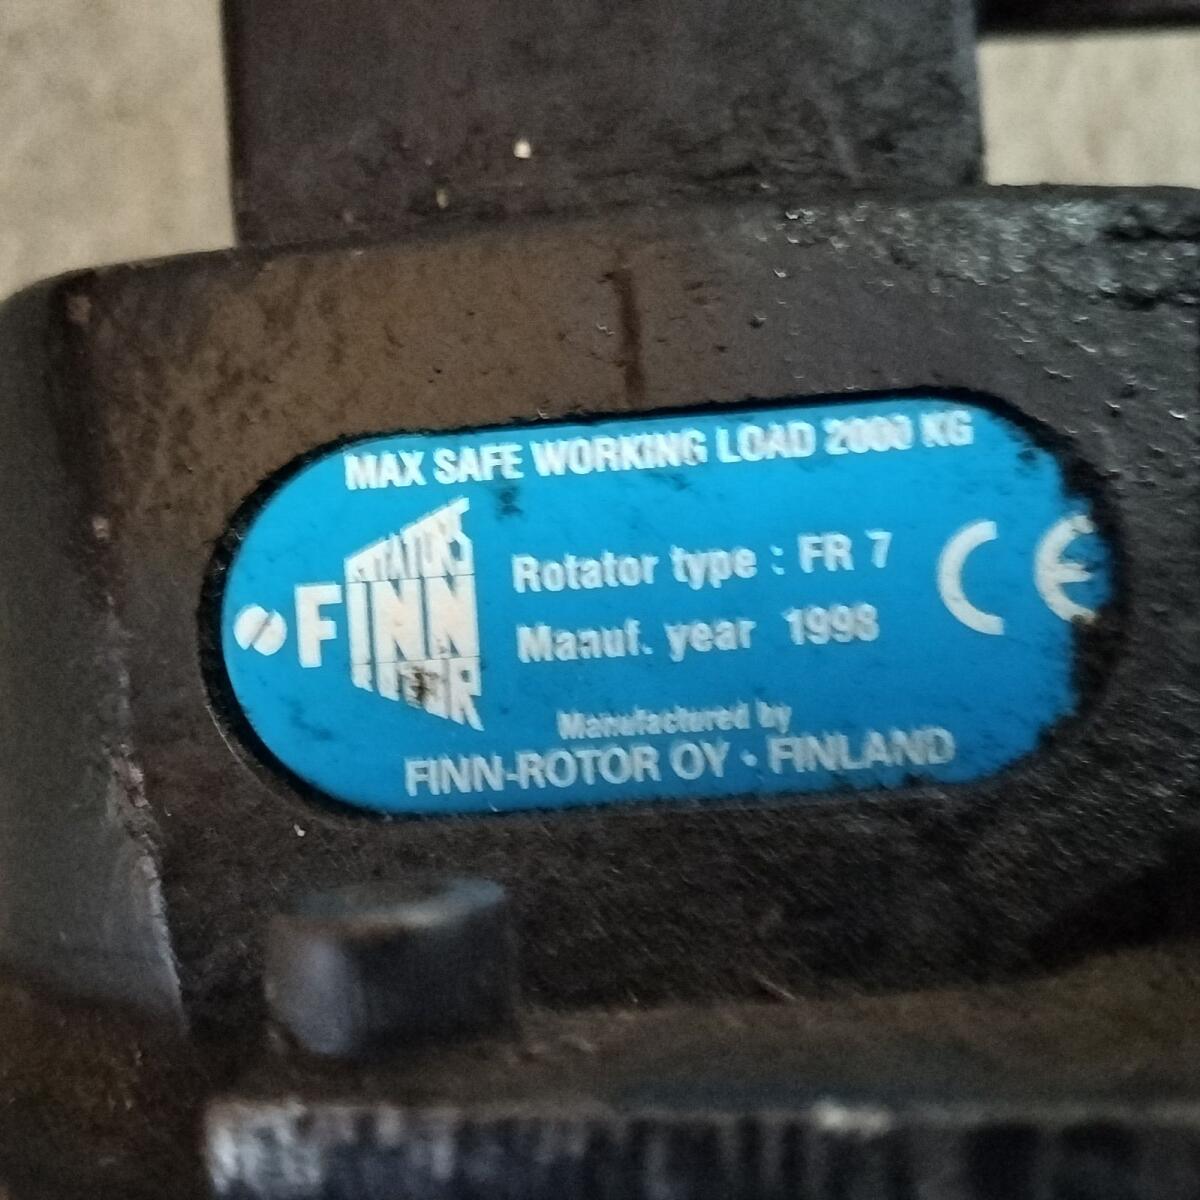 MAX SAFE WORKING LOAD 2000 KG
ROTATORS
FINN
ROTOR
Rotator type : FR 7
Manuf. year 1998
CE
Manufactured by
FINN-ROTOR OY • FINLAND